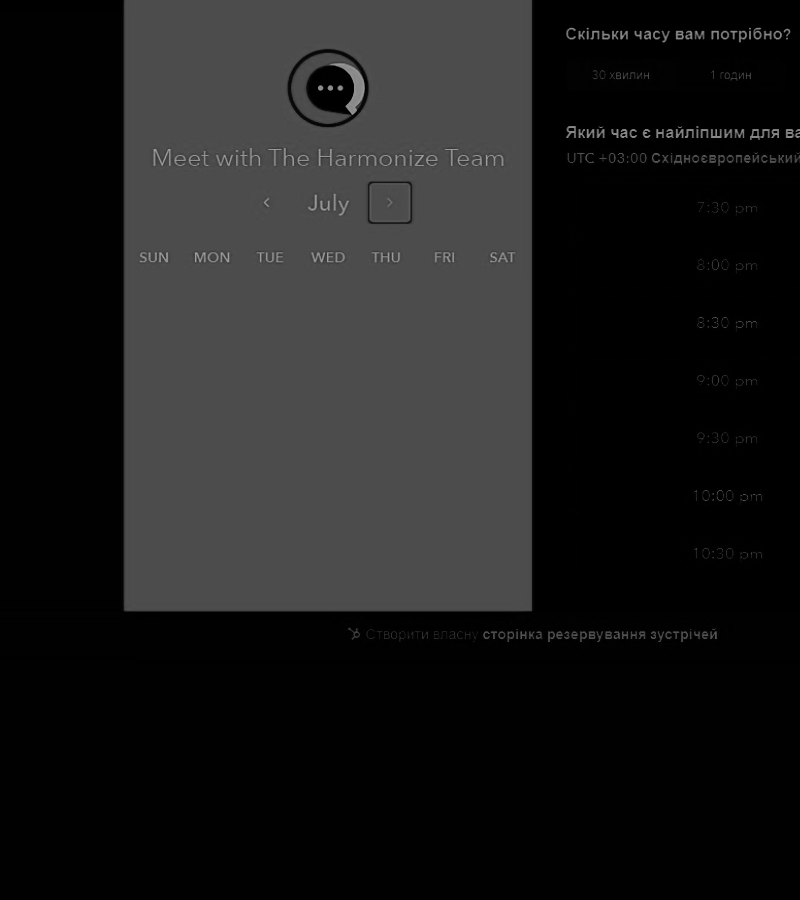 Meet with The Harmonize Team
July
SUN MON TUE WED THU FRI SAT
Скільки часу вам потрібно?
30 хвилин 1 годин
Який час є найліпшим для
UTC +03:00 Східноєвропейський
7:30 pm
8:00 pm
8:30 pm
9:00 pm
9:30 pm
10:00 pm
10:30 pm
Створити власну сторінка резервування зустрічей